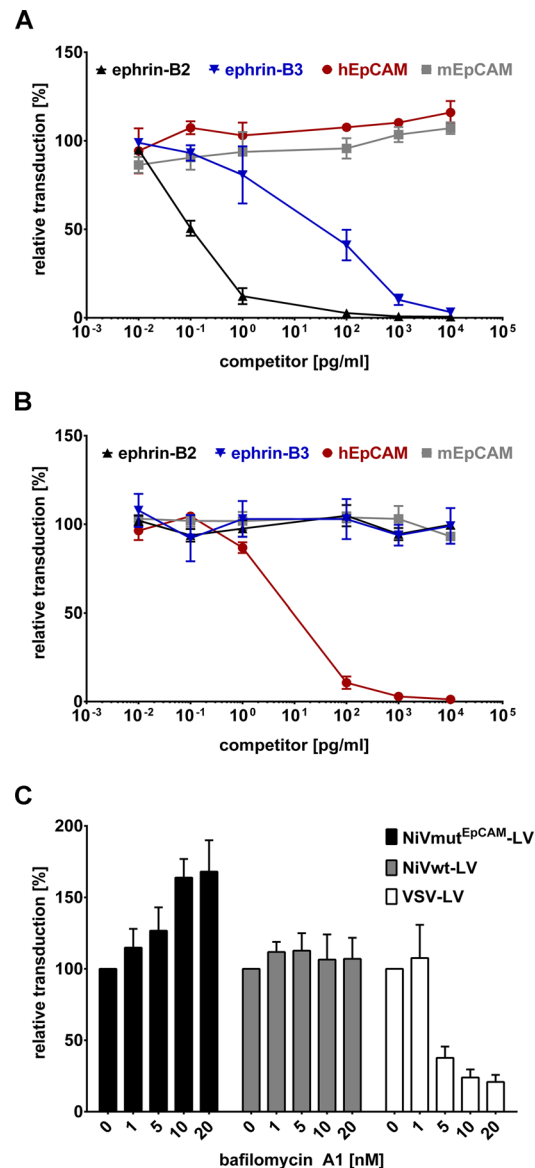 A
150
ephrin-B2 ephrin-B3 hEpCAM mEpCAM
100
50
0
relative transduction [%]
10⁻³ 10⁻² 10⁻¹ 10⁰ 10¹ 10² 10³ 10⁴ 10⁵
competitor [pg/ml]
B
150
ephrin-B2 ephrin-B3 hEpCAM mEpCAM
100
50
0
relative transduction [%]
10⁻³ 10⁻² 10⁻¹ 10⁰ 10¹ 10² 10³ 10⁴ 10⁵
competitor [pg/ml]
C
200
150
100
50
0
relative transduction [%]
NiVmutᴱᵖᶜᴬᴹ-LV
NiVwt-LV
VSV-LV
0 1 5 10 20 0 1 5 10 20 0 1 5 10 20
bafilomycin A1 [nM]